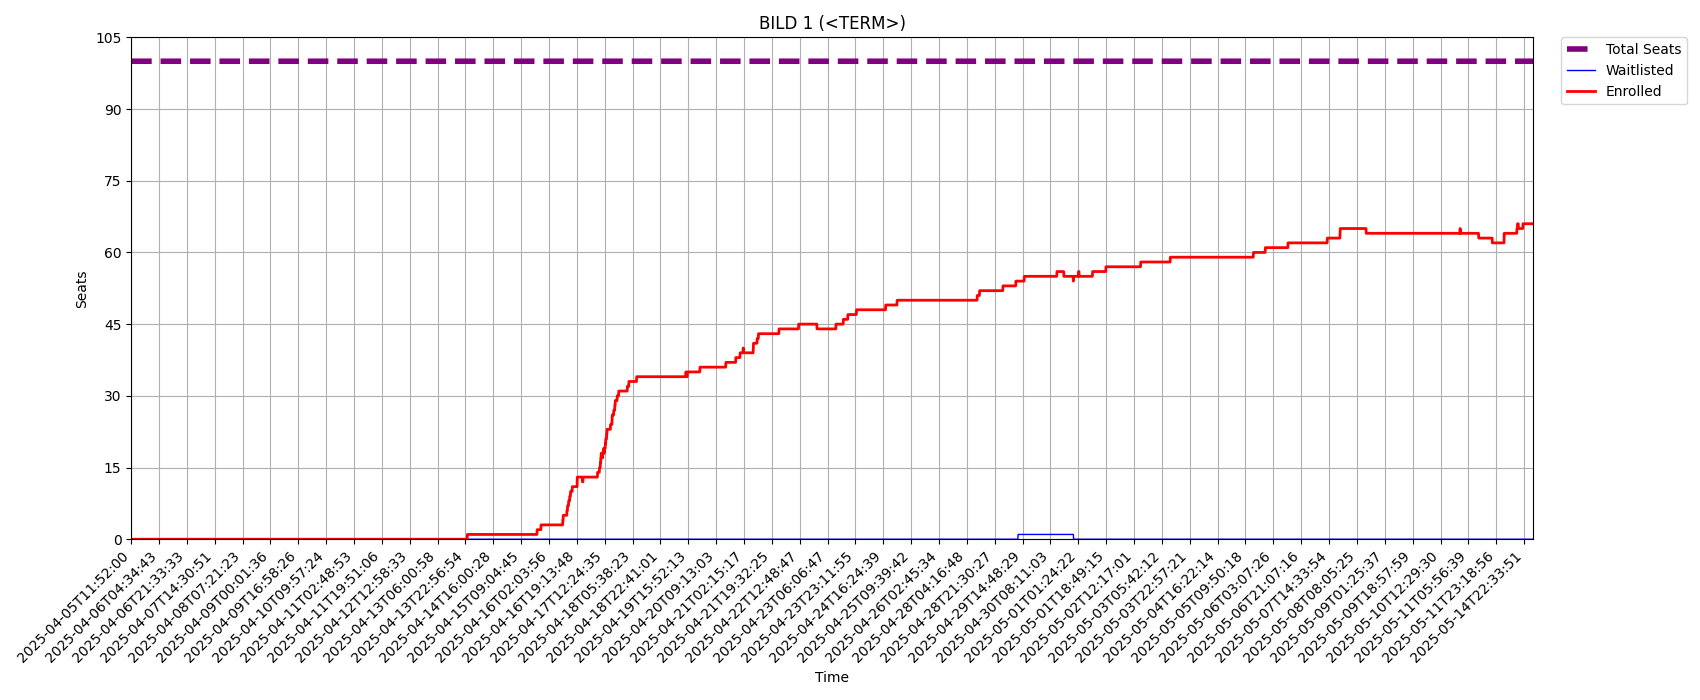 BILD 1 (<TERM>)
Total Seats
Waitlisted
Enrolled
Seats
105
90
75
60
45
30
15
0
2025-04-05T11:52:00
2025-04-06T04:34:43
2025-04-06T21:33:33
2025-04-07T14:30:51
2025-04-08T07:21:23
2025-04-09T00:01:36
2025-04-09T16:58:26
2025-04-10T09:57:24
2025-04-11T02:48:53
2025-04-11T19:51:06
2025-04-12T12:58:33
2025-04-13T06:00:58
2025-04-13T22:56:54
2025-04-14T16:00:28
2025-04-15T09:04:45
2025-04-16T02:03:56
2025-04-16T19:13:48
2025-04-17T12:24:35
2025-04-18T05:38:23
2025-04-18T22:41:01
2025-04-19T15:52:13
2025-04-20T09:13:03
2025-04-21T02:15:17
2025-04-21T19:32:25
2025-04-22T12:48:47
2025-04-23T06:06:47
2025-04-23T23:11:55
2025-04-24T16:24:39
2025-04-25T09:39:42
2025-04-26T02:45:34
2025-04-28T04:16:48
2025-04-28T21:30:27
2025-04-29T14:48:29
2025-04-30T08:11:03
2025-05-01T01:24:22
2025-05-01T18:49:15
2025-05-02T12:17:01
2025-05-03T05:42:12
2025-05-03T22:57:21
2025-05-04T16:22:14
2025-05-05T09:50:18
2025-05-06T03:07:26
2025-05-06T21:07:16
2025-05-07T14:33:54
2025-05-08T08:05:25
2025-05-09T01:25:37
2025-05-09T18:57:59
2025-05-10T12:29:30
2025-05-11T05:56:39
2025-05-11T23:18:56
2025-05-14T22:33:51
Time